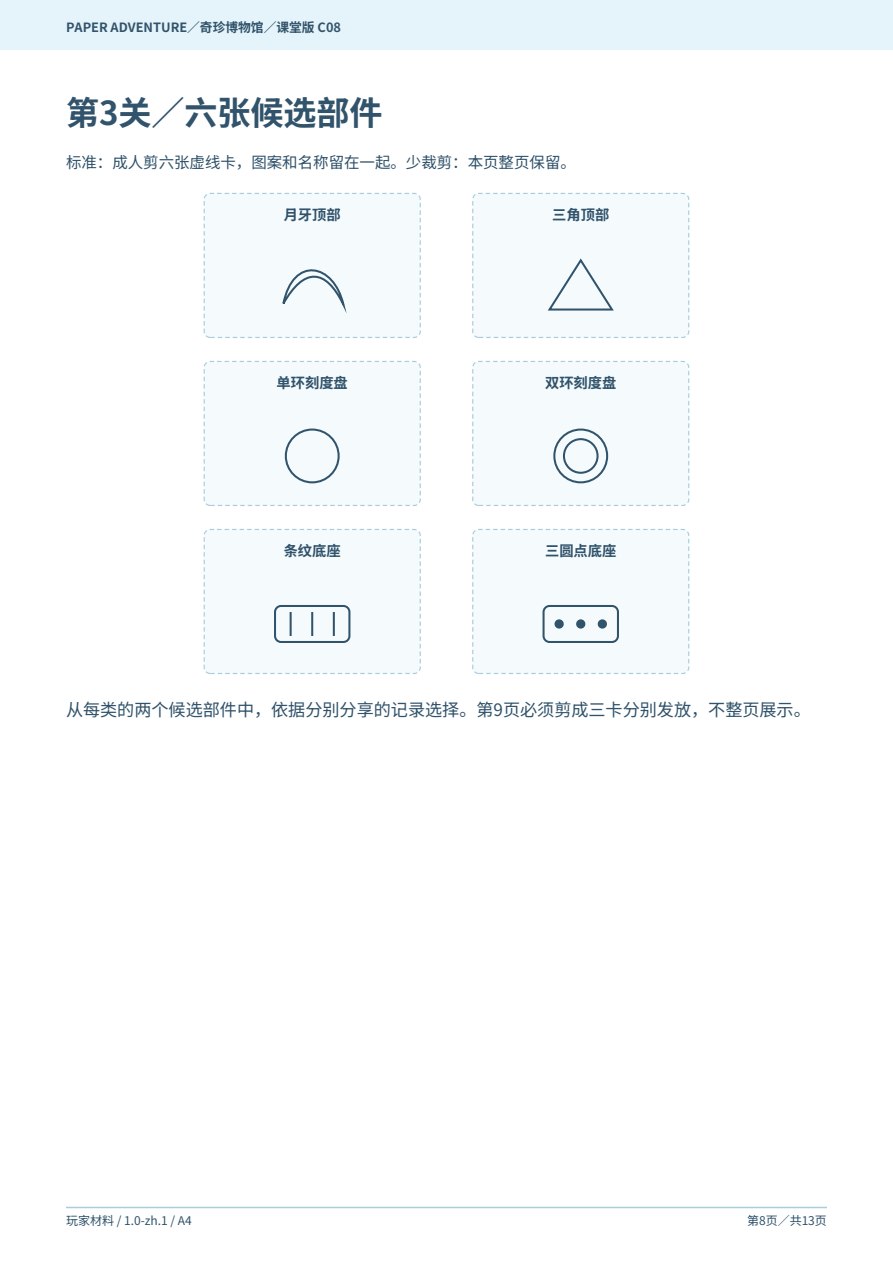 PAPER ADVENTURE／奇珍博物馆／课堂版 C08
第3关／六张候选部件
标准：成人剪六张虚线卡，图案和名称留在一起。少裁剪：本页整页保留。
月牙顶部
三角顶部
单环刻度盘
双环刻度盘
条纹底座
三圆点底座
从每类的两个候选部件中，依据分别分享的记录选择。第9页必须剪成三卡分别发放，不整页展示。
玩家材料 / 1.0-zh.1 / A4
第8页／共13页